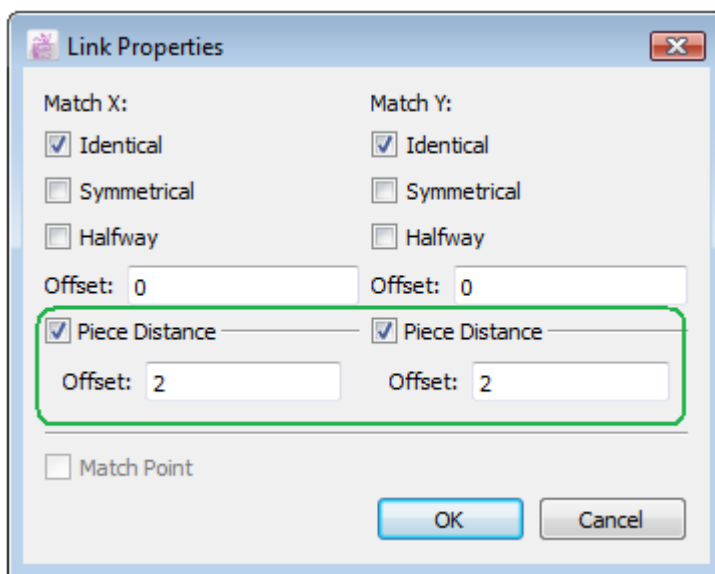 Link Properties
Match X: Match Y:
Identical Identical
Symmetrical Symmetrical
Halfway Halfway
Offset: 0 Offset: 0
Piece Distance Piece Distance
Offset: 2 Offset: 2
Match Point
OK Cancel